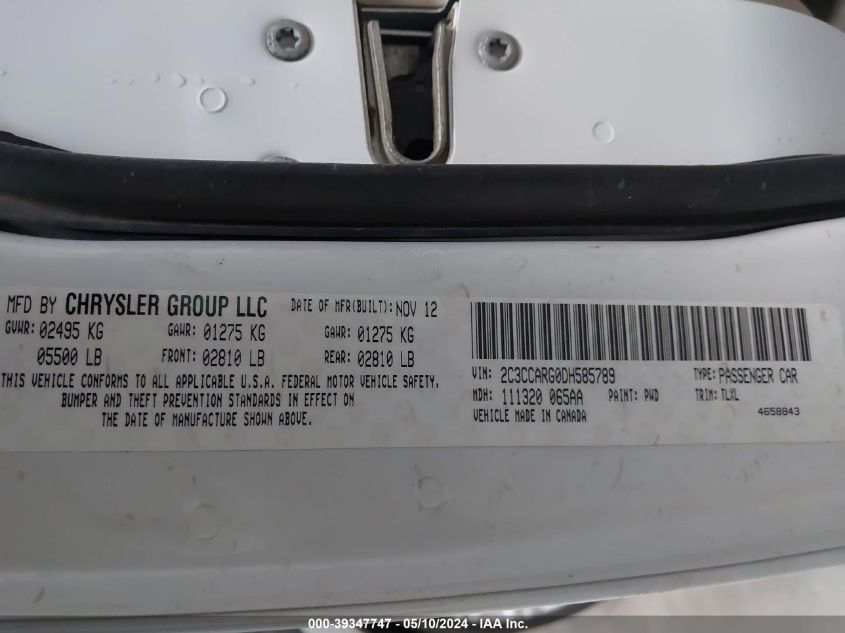 MFD BY CHRYSLER GROUP LLC DATE OF MFR(BUILT): NOV 12
GVWR: 02495 KG GAWR: 01275 KG GAWR: 01275 KG
05500 LB FRONT: 02810 LB REAR: 02810 LB
THIS VEHICLE CONFORMS TO ALL APPLICABLE U.S.A. FEDERAL MOTOR VEHICLE SAFETY,
BUMPER AND THEFT PREVENTION STANDARDS IN EFFECT ON
THE DATE OF MANUFACTURE SHOWN ABOVE.
VIN: 2C3CCARG0DH585789 TYPE: PASSENGER CAR
MDH: 111320 065AA PAINT: PWD TRIM: TLXL
VEHICLE MADE IN CANADA 4658843
000-39347747 - 05/10/2024 - IAA Inc.